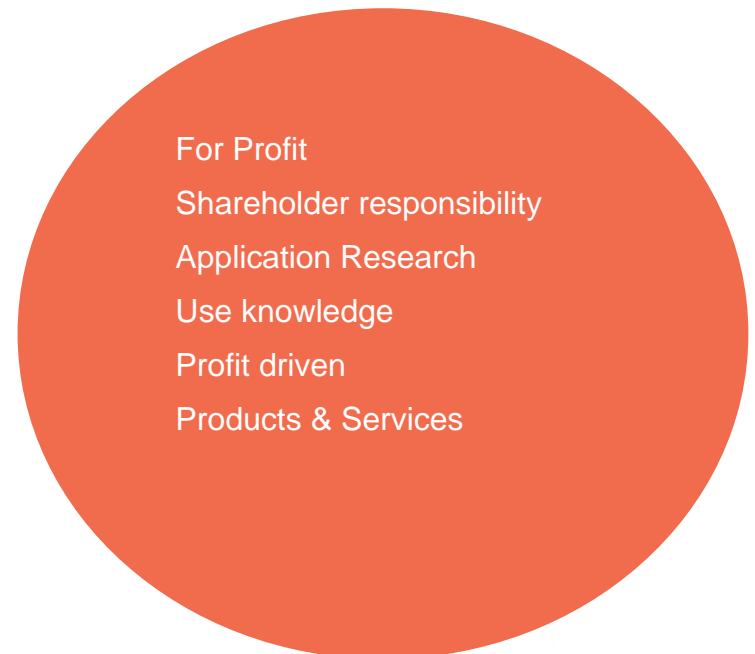 For Profit
Shareholder responsibility
Application Research
Use knowledge
Profit driven
Products & Services